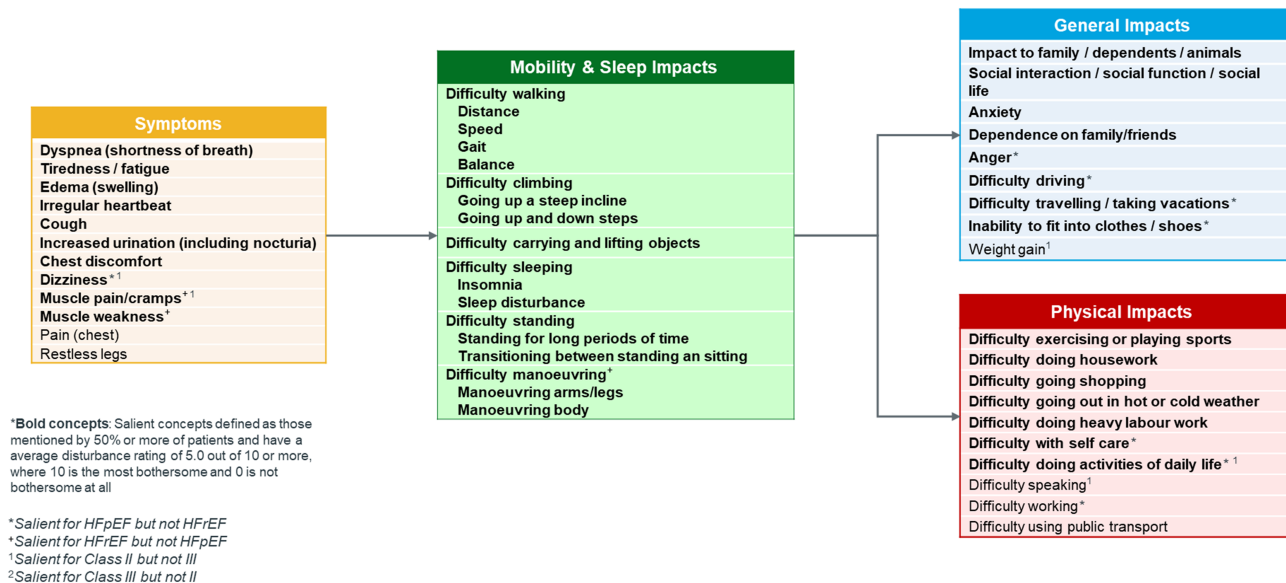 Symptoms
Dyspnea (shortness of breath)
Tiredness / fatigue
Edema (swelling)
Irregular heartbeat
Cough
Increased urination (including nocturia)
Chest discomfort
Dizziness*¹
Muscle pain/cramps⁺¹
Muscle weakness⁺
Pain (chest)
Restless legs
*Bold concepts: Salient concepts defined as those
mentioned by 50% or more of patients and have a
average disturbance rating of 5.0 out of 10 or more,
where 10 is the most bothersome and 0 is not
bothersome at all
*Salient for HFpEF but not HFrEF
⁺Salient for HFrEF but not HFpEF
¹Salient for Class II but not III
²Salient for Class III but not II
Mobility & Sleep Impacts
Difficulty walking
Distance
Speed
Gait
Balance
Difficulty climbing
Going up a steep incline
Going up and down steps
Difficulty carrying and lifting objects
Difficulty sleeping
Insomnia
Sleep disturbance
Difficulty standing
Standing for long periods of time
Transitioning between standing an sitting
Difficulty manoeuvring⁺
Manoeuvring arms/legs
Manoeuvring body
General Impacts
Impact to family / dependents / animals
Social interaction / social function / social
life
Anxiety
Dependence on family/friends
Anger*
Difficulty driving*
Difficulty travelling / taking vacations*
Inability to fit into clothes / shoes*
Weight gain¹
Physical Impacts
Difficulty exercising or playing sports
Difficulty doing housework
Difficulty going shopping
Difficulty going out in hot or cold weather
Difficulty doing heavy labour work
Difficulty with self care*
Difficulty doing activities of daily life* ¹
Difficulty speaking¹
Difficulty working*
Difficulty using public transport